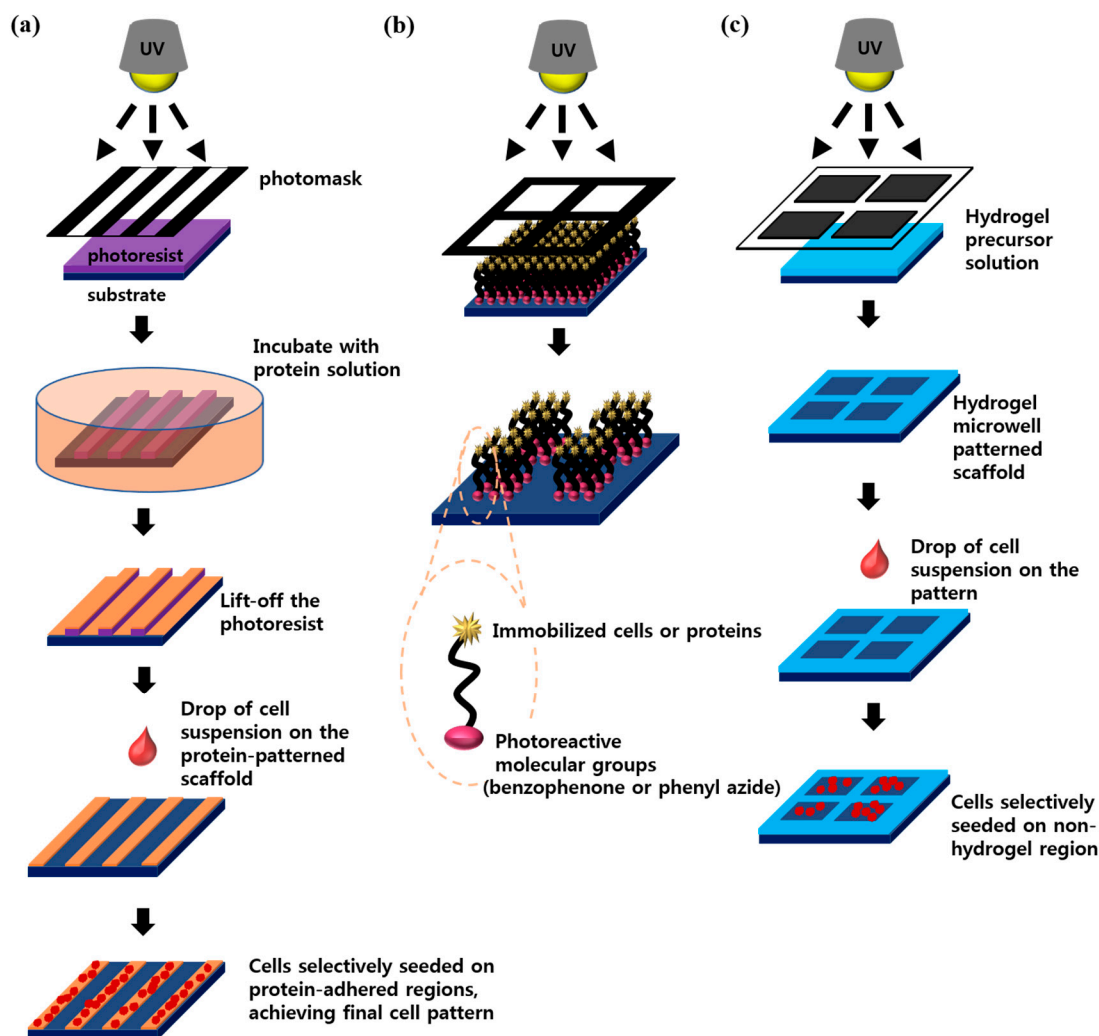 (a)
UV
photomask
photoresist
substrate
Incubate with
protein solution
Lift-off the
photoresist
Drop of cell
suspension on the
protein-patterned
scaffold
Cells selectively seeded on
protein-adhered regions,
achieving final cell pattern
(b)
UV
Immobilized cells or proteins
Photoreactive
molecular groups
(benzophenone or phenyl azide)
(c)
UV
Hydrogel
precursor
solution
Hydrogel
microwell
patterned
scaffold
Drop of cell
suspension on the
pattern
Cells selectively
seeded on non-
hydrogel region